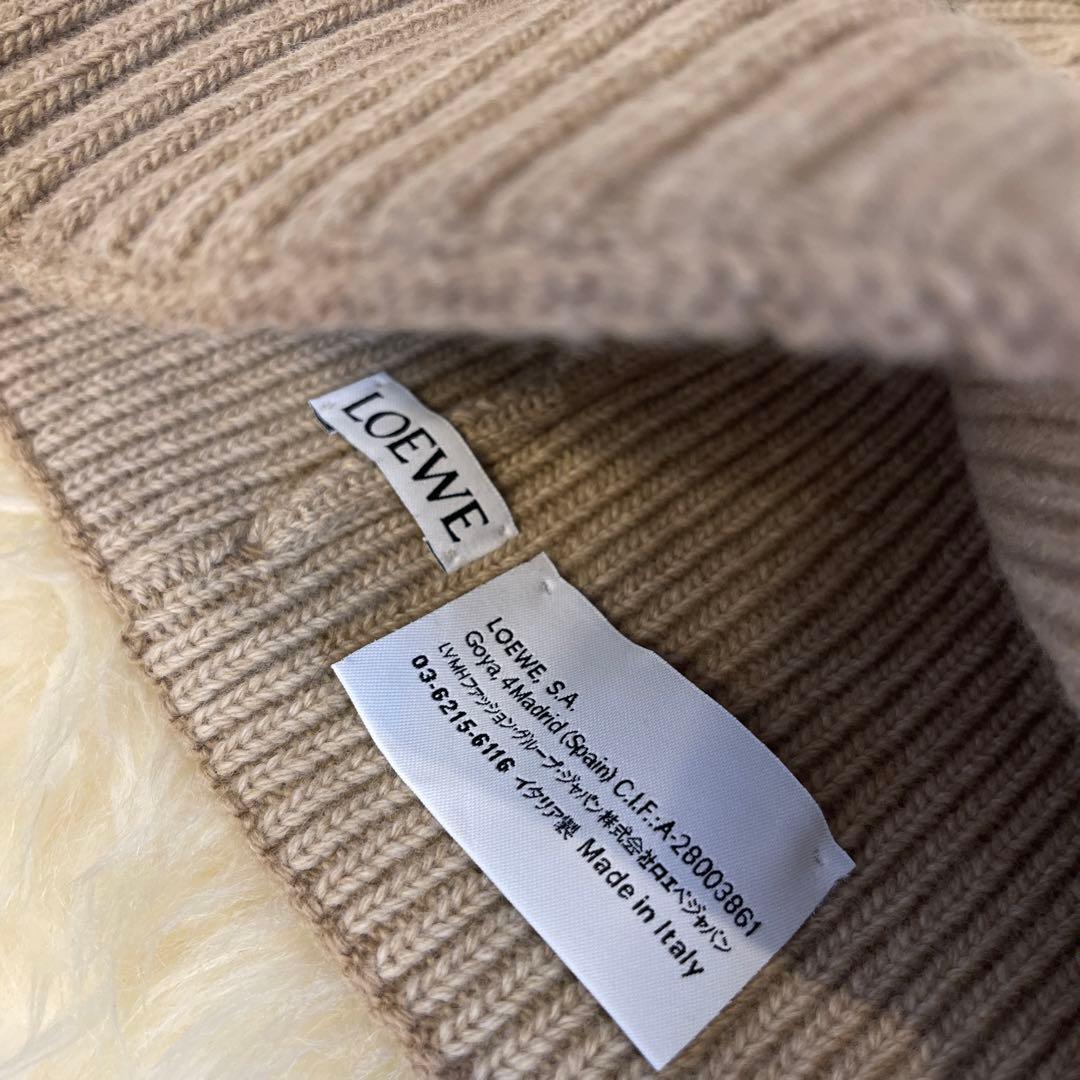 LOEWE
LOEWE, S.A.
Goya, 4 Madrid (Spain) C.I.F.:A-28003861
LVMHファッション・グループ・ジャパン株式会社ロエベジャパン
03-6215-6116 イタリア製 Made in Italy